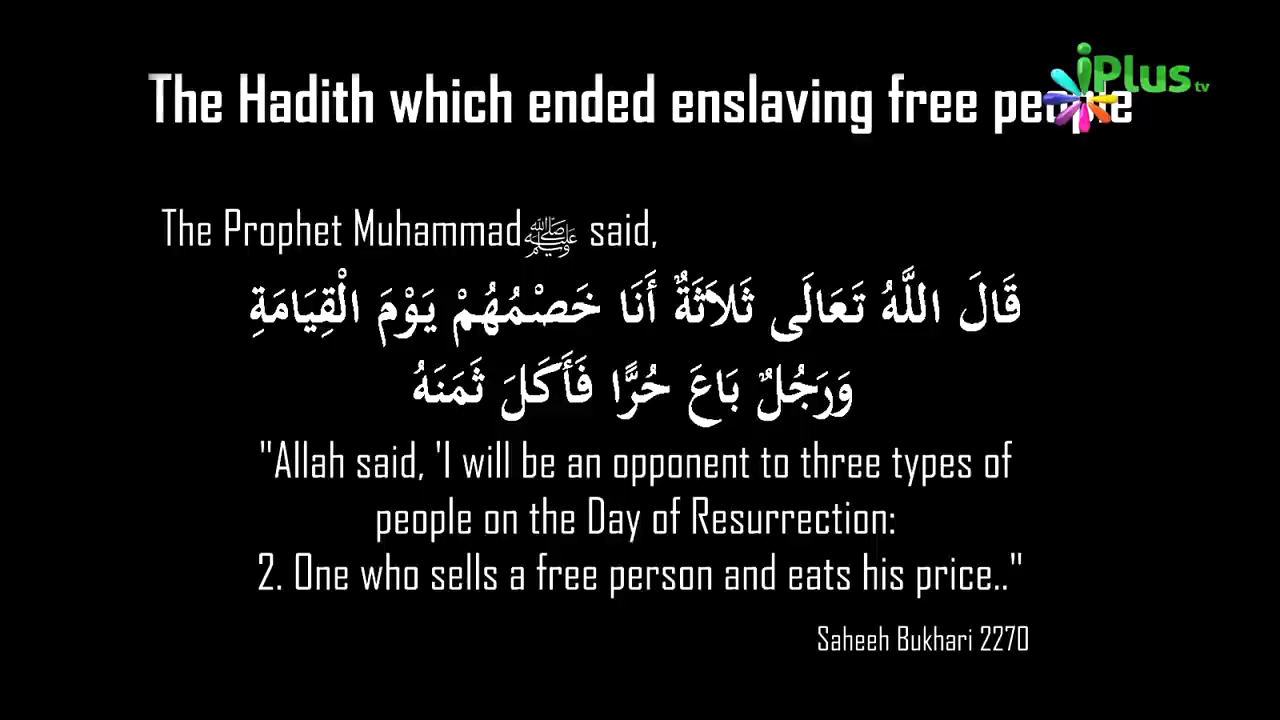 The Hadith which ended enslaving free people
iPlus tv
The Prophet Muhammadﷺ said,
قَالَ اللَّهُ تَعَالَى ثَلاَثَةٌ أَنَا خَصْمُهُمْ يَوْمَ الْقِيَامَةِ
وَرَجُلٌ بَاعَ حُرًّا فَأَكَلَ ثَمَنَهُ
"Allah said, 'I will be an opponent to three types of
people on the Day of Resurrection:
2. One who sells a free person and eats his price.."
Saheeh Bukhari 2270